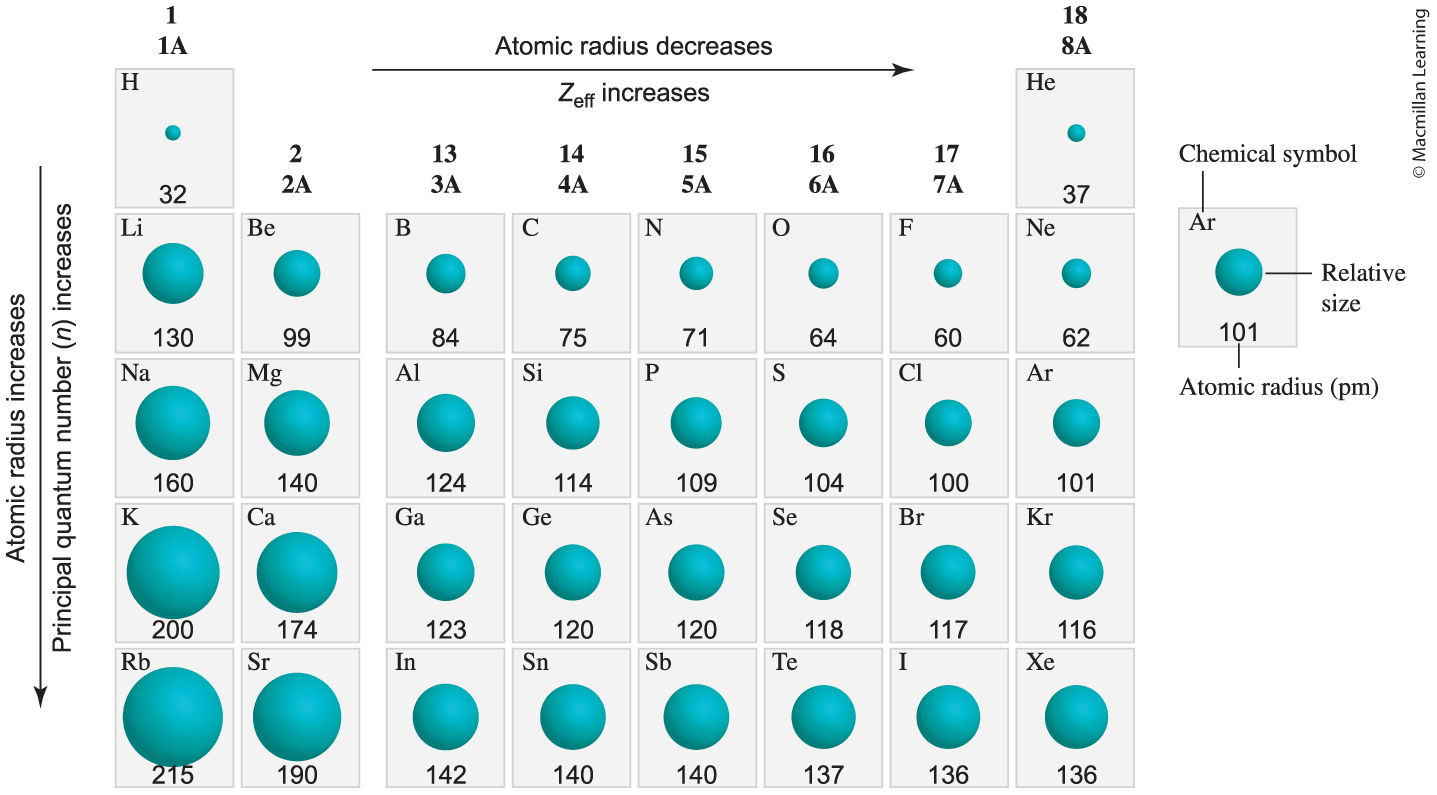 1
1A
18
8A
Atomic radius decreases
Zeff increases
2
2A
13
3A
14
4A
15
5A
16
6A
17
7A
H
32
He
37
Li
130
Be
99
B
84
C
75
N
71
O
64
F
60
Ne
62
Na
160
Mg
140
Al
124
Si
114
P
109
S
104
Cl
100
Ar
101
K
200
Ca
174
Ga
123
Ge
120
As
120
Se
118
Br
117
Kr
116
Rb
215
Sr
190
In
142
Sn
140
Sb
140
Te
137
I
136
Xe
136
Atomic radius increases
Principal quantum number (n) increases
Chemical symbol
Ar
101
Relative
size
Atomic radius (pm)
© Macmillan Learning